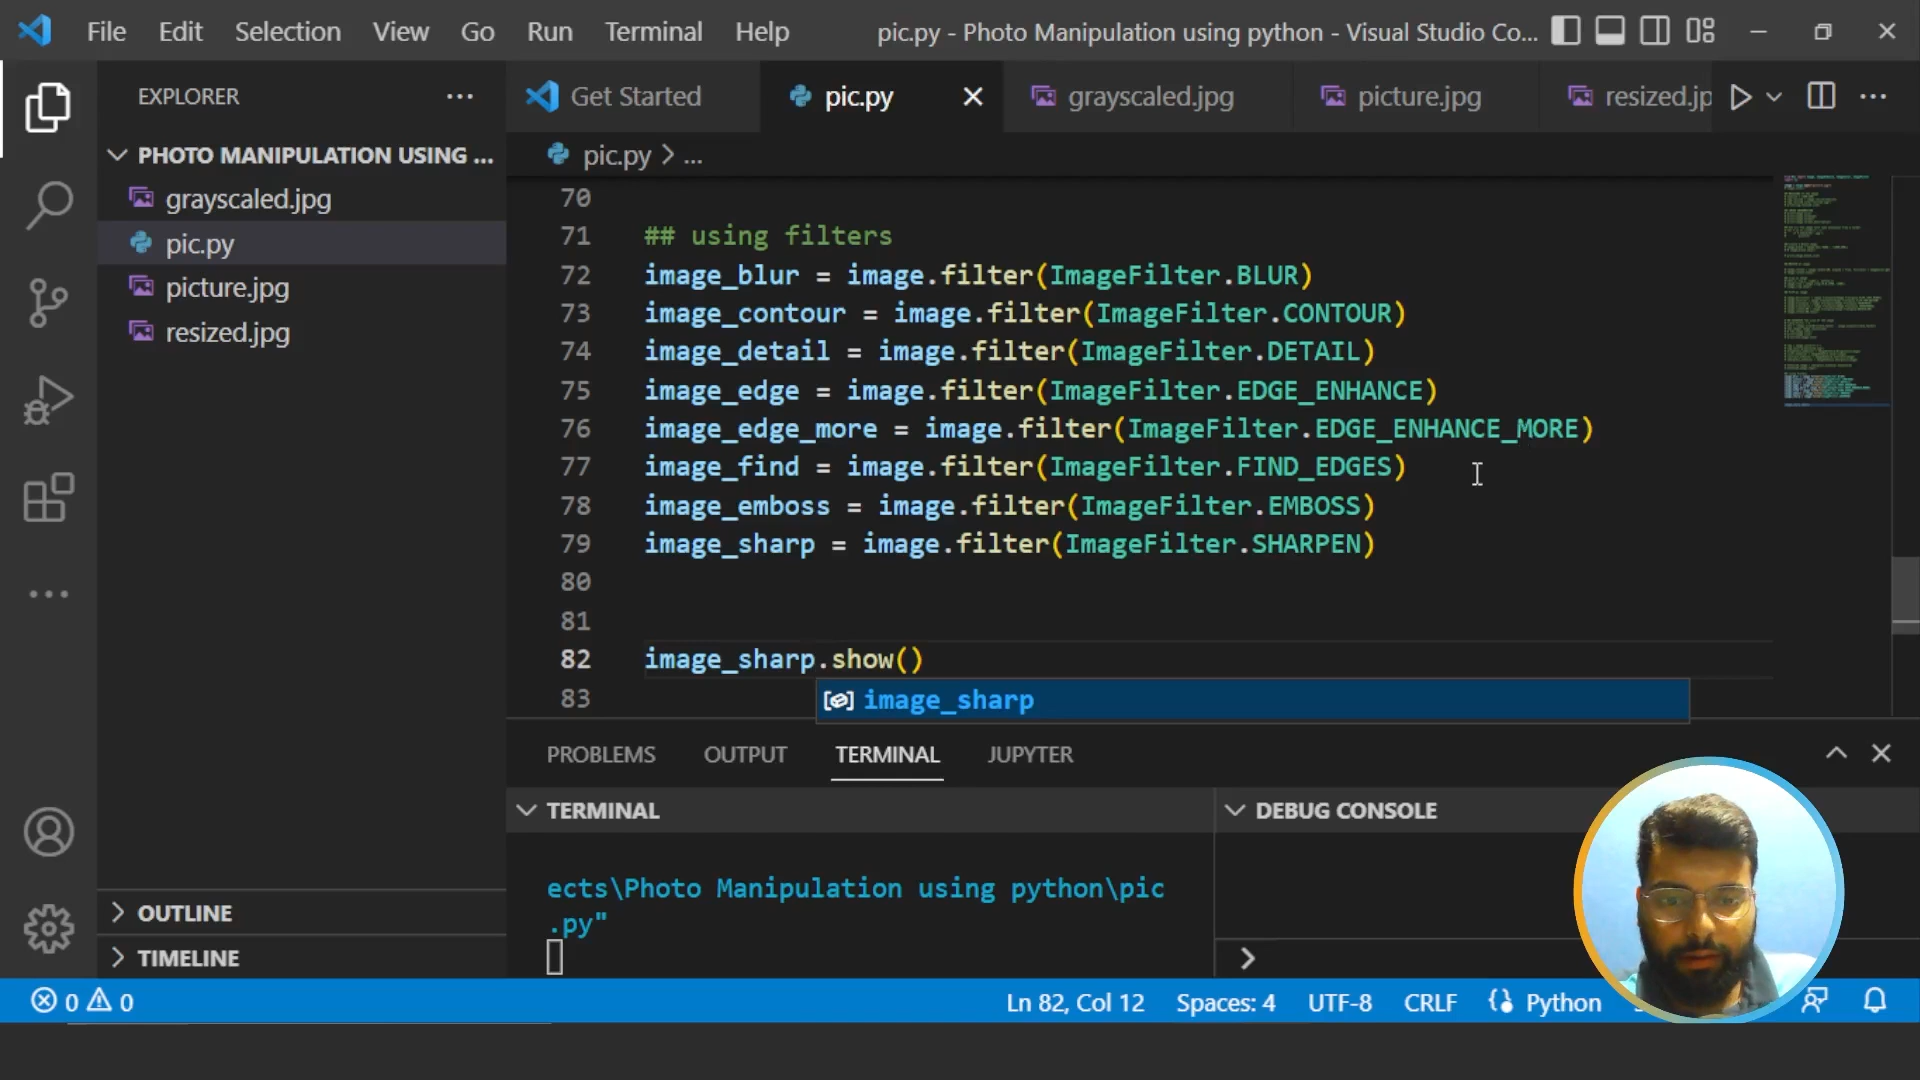 File Edit Selection View Go Run Terminal Help pic.py - Photo Manipulation using python - Visual Studio Co...
EXPLORER
PHOTO MANIPULATION USING ...
grayscaled.jpg
pic.py
picture.jpg
resized.jpg
OUTLINE
TIMELINE
Get Started pic.py grayscaled.jpg picture.jpg resized.jp
pic.py > ...
70
71 ## using filters
72 image_blur = image.filter(ImageFilter.BLUR)
73 image_contour = image.filter(ImageFilter.CONTOUR)
74 image_detail = image.filter(ImageFilter.DETAIL)
75 image_edge = image.filter(ImageFilter.EDGE_ENHANCE)
76 image_edge_more = image.filter(ImageFilter.EDGE_ENHANCE_MORE)
77 image_find = image.filter(ImageFilter.FIND_EDGES)
78 image_emboss = image.filter(ImageFilter.EMBOSS)
79 image_sharp = image.filter(ImageFilter.SHARPEN)
80
81
82 image_sharp.show()
83 image_sharp
PROBLEMS OUTPUT TERMINAL JUPYTER
TERMINAL
ects\Photo Manipulation using python\pic
.py"
DEBUG CONSOLE
0 0 Ln 82, Col 12 Spaces: 4 UTF-8 CRLF Python